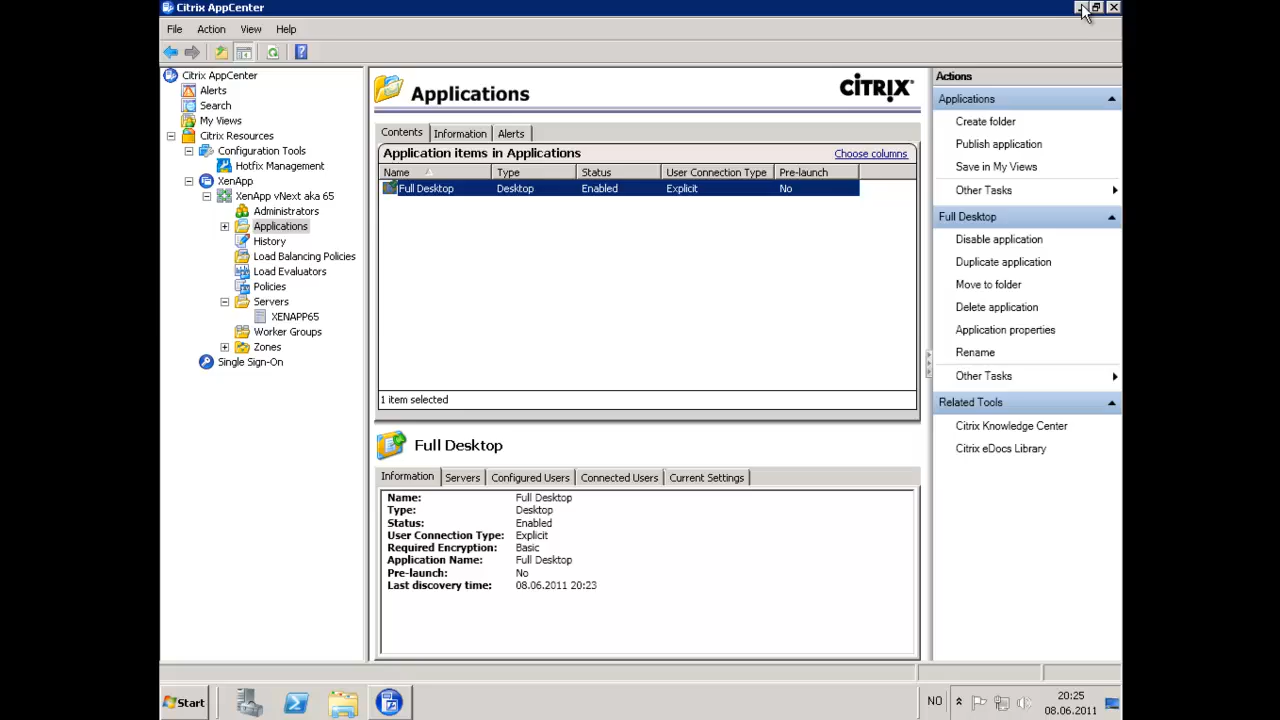 Citrix AppCenter
File Action View Help
Citrix AppCenter
Alerts
Search
My Views
Citrix Resources
Configuration Tools
Hotfix Management
XenApp
XenApp vNext aka 65
Administrators
Applications
History
Load Balancing Policies
Load Evaluators
Policies
Servers
XENAPP65
Worker Groups
Zones
Single Sign-On
Applications
CITRIX
Contents Information Alerts
Application items in Applications Choose columns
Name Type Status User Connection Type Pre-launch
Full Desktop Desktop Enabled Explicit No
1 item selected
Full Desktop
Information Servers Configured Users Connected Users Current Settings
Name: Full Desktop
Type: Desktop
Status: Enabled
User Connection Type: Explicit
Required Encryption: Basic
Application Name: Full Desktop
Pre-launch: No
Last discovery time: 08.06.2011 20:23
Actions
Applications
Create folder
Publish application
Save in My Views
Other Tasks
Full Desktop
Disable application
Duplicate application
Move to folder
Delete application
Application properties
Rename
Other Tasks
Related Tools
Citrix Knowledge Center
Citrix eDocs Library
Start
NO
20:25
08.06.2011